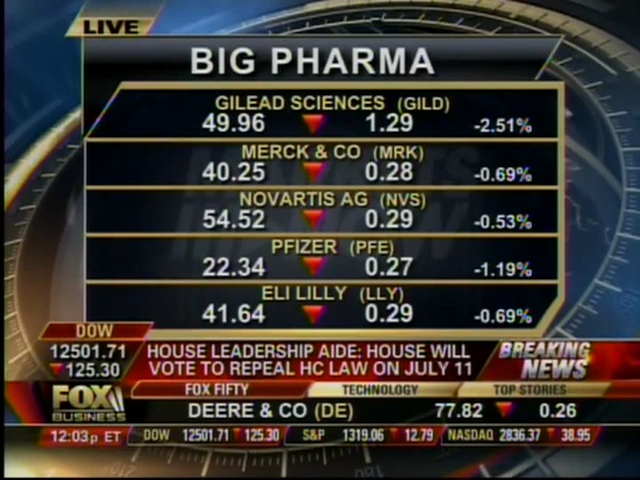 LIVE
BIG PHARMA
GILEAD SCIENCES (GILD)
49.96 ▼ 1.29 -2.51%
MERCK & CO (MRK)
40.25 ▼ 0.28 -0.69%
NOVARTIS AG (NVS)
54.52 ▼ 0.29 -0.53%
PFIZER (PFE)
22.34 ▼ 0.27 -1.19%
ELI LILLY (LLY)
41.64 ▼ 0.29 -0.69%
DOW
12501.71
▼ 125.30
HOUSE LEADERSHIP AIDE: HOUSE WILL
VOTE TO REPEAL HC LAW ON JULY 11
BREAKING
NEWS
FOX
BUSINESS
FOX FIFTY TECHNOLOGY TOP STORIES
DEERE & CO (DE) 77.82 ▼ 0.26
12:03p ET DOW 12501.71 ▼ 125.30 S&P 1319.06 ▼ 12.79 NASDAQ 2836.37 ▼ 38.95